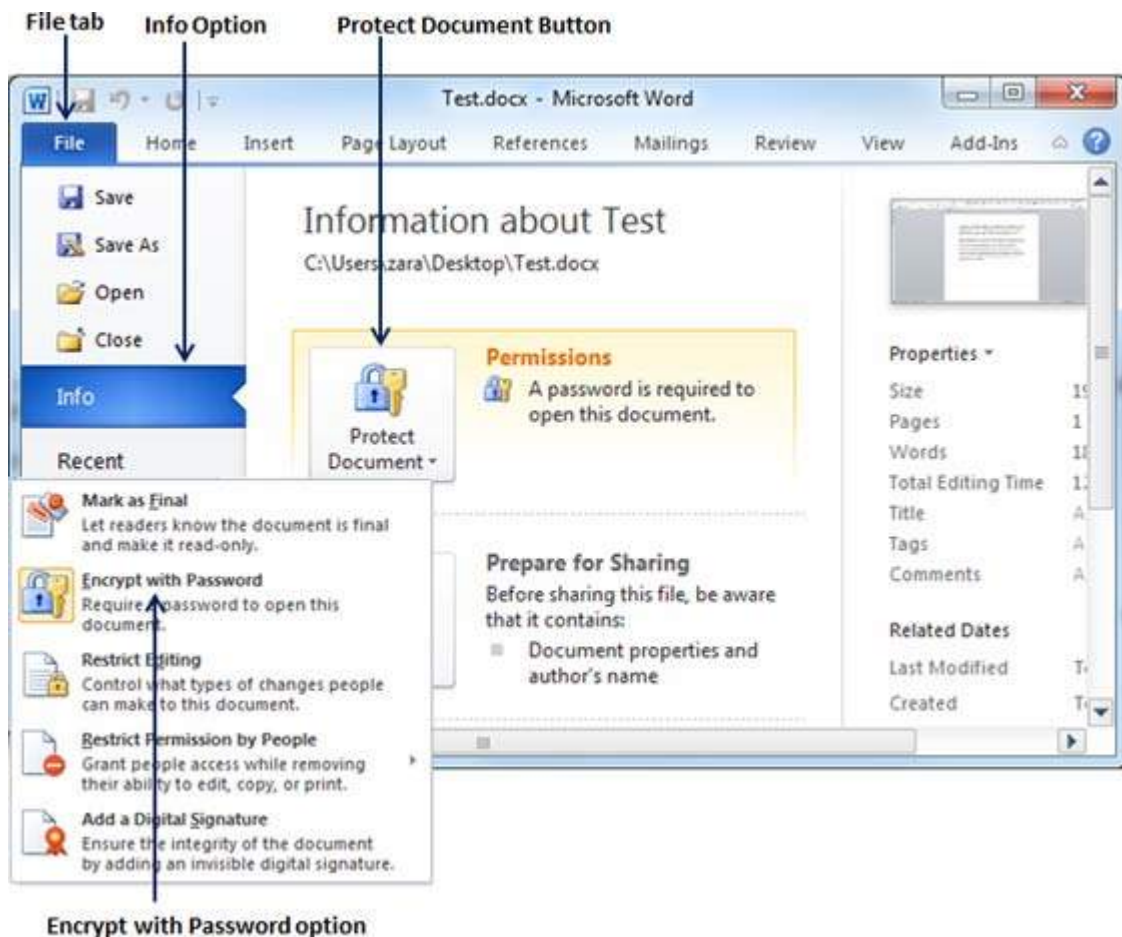 File tab Info Option Protect Document Button
Test.docx - Microsoft Word
File Home Insert Page Layout References Mailings Review View Add-Ins
Save
Save As
Open
Close
Info
Recent
Information about Test
C:\Users\zara\Desktop\Test.docx
Protect
Document
Permissions
A password is required to
open this document.
Prepare for Sharing
Before sharing this file, be aware
that it contains:
Document properties and
author's name
Properties
Size
Pages 1
Words
Total Editing Time
Title
Tags
Comments
Related Dates
Last Modified
Created
Mark as Final
Let readers know the document is final
and make it read-only.
Encrypt with Password
Require a password to open this
document.
Restrict Editing
Control what types of changes people
can make to this document.
Restrict Permission by People
Grant people access while removing
their ability to edit, copy, or print.
Add a Digital Signature
Ensure the integrity of the document
by adding an invisible digital signature.
Encrypt with Password option